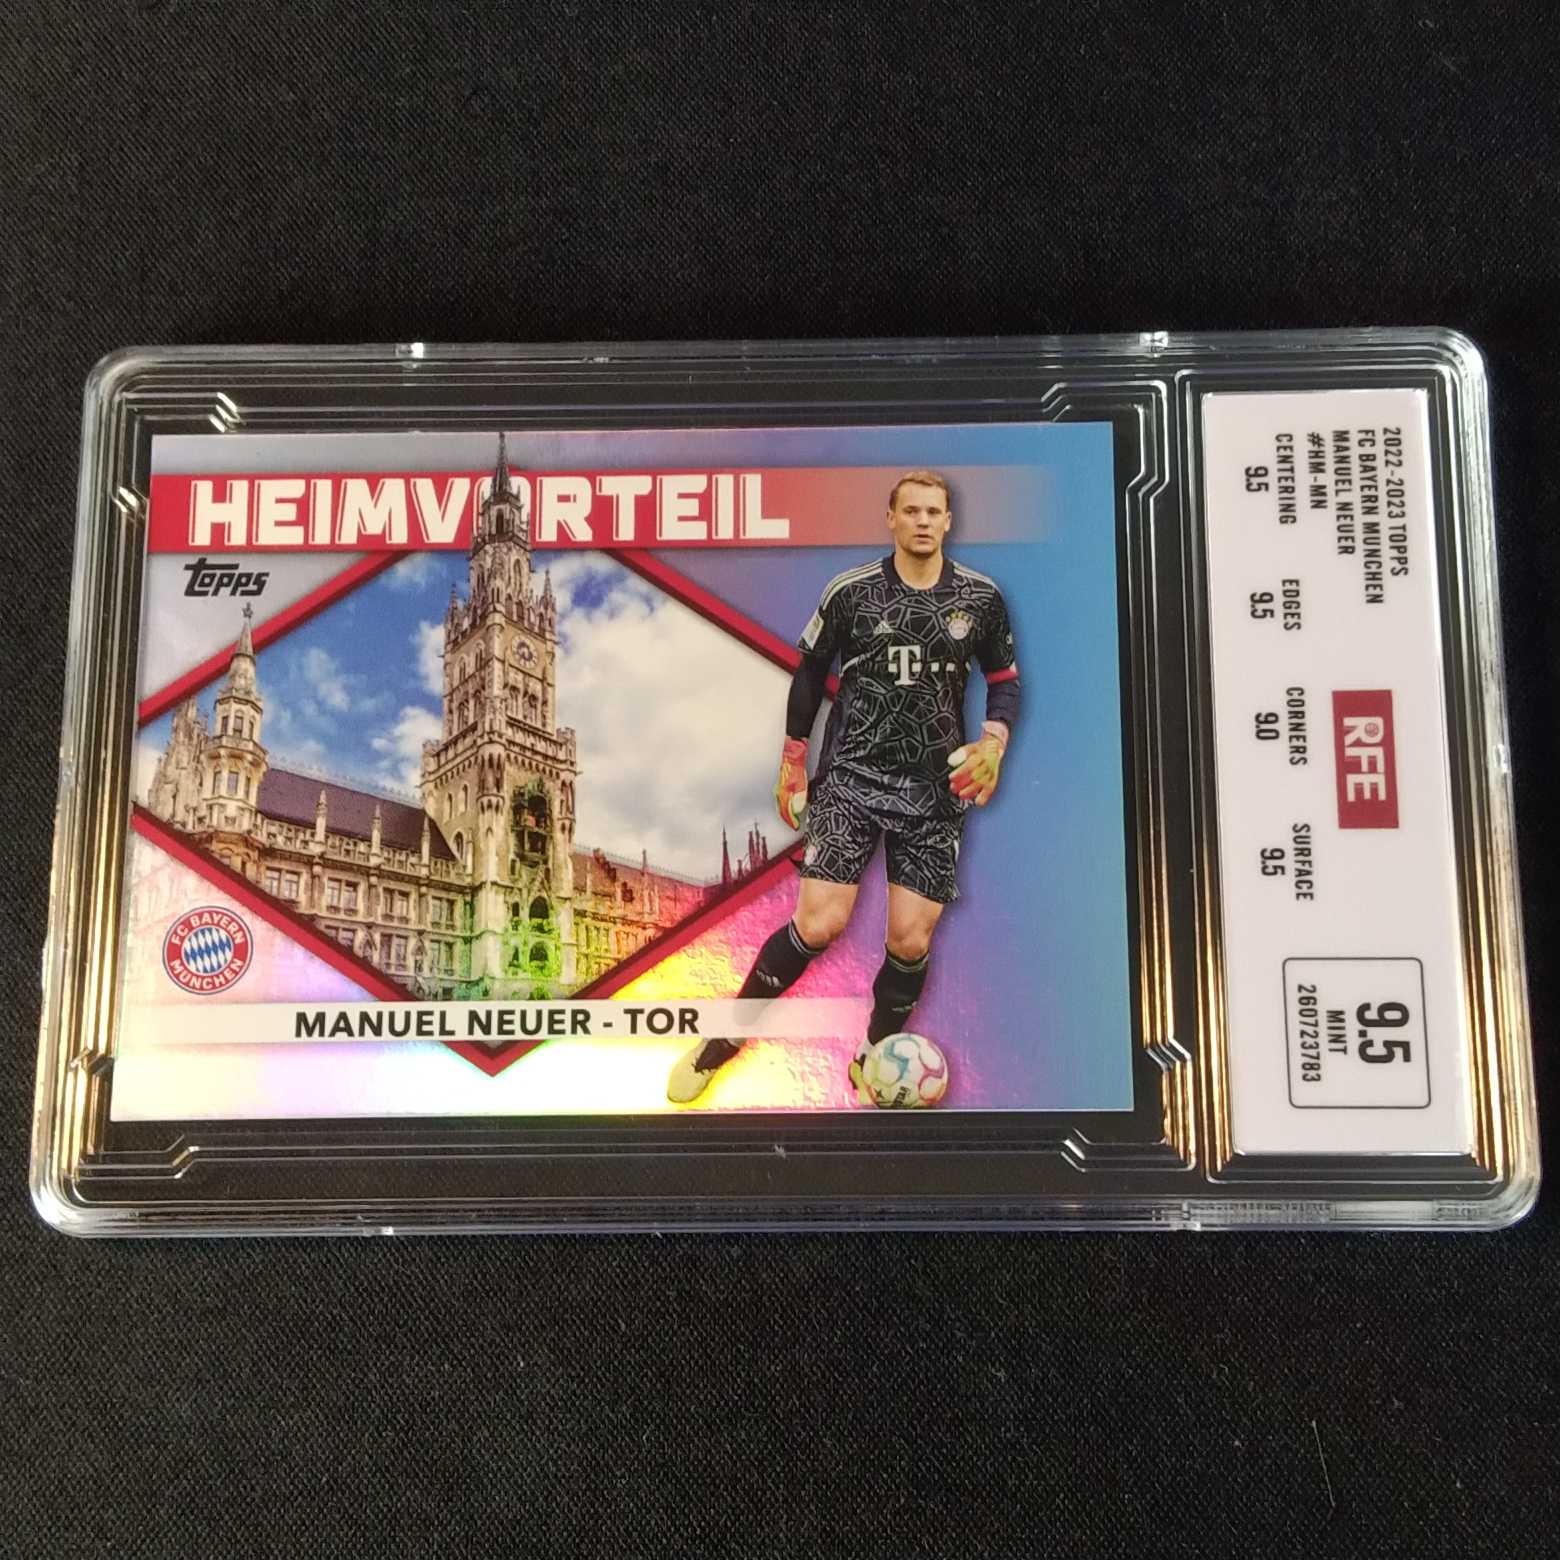 HEIMVORTEIL
topps
FC BAYERN
MÜNCHEN
T
MANUEL NEUER - TOR
2022-2023 TOPPS
FC BAYERN MUNCHEN
MANUEL NEUER
#HM-MN
CENTERING
9.5
EDGES
9.5
CORNERS
9.0
SURFACE
9.5
RFE
9.5
MINT
260723783